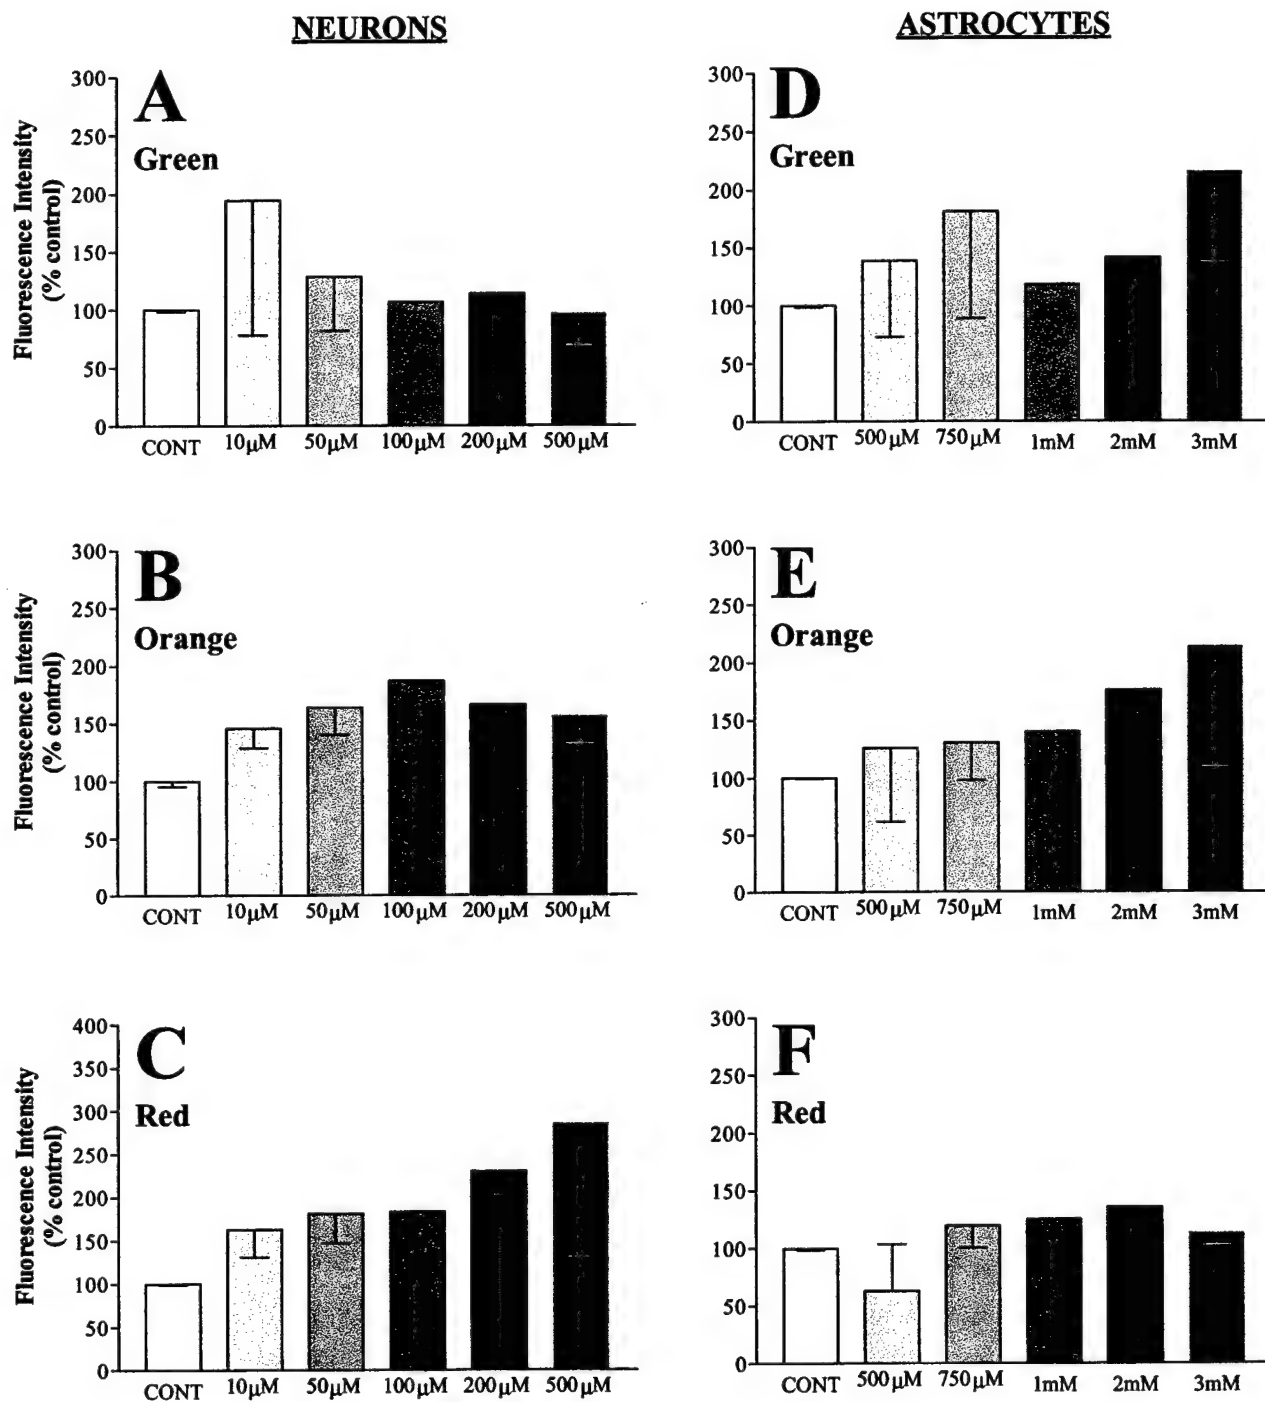 NEURONS
ASTROCYTES
A
Green
Fluorescence Intensity
(% control)
300
250
200
150
100
50
0
CONT 10µM 50µM 100µM 200µM 500µM
D
Green
300
250
200
150
100
50
0
CONT 500µM 750µM 1mM 2mM 3mM
B
Orange
Fluorescence Intensity
(% control)
300
250
200
150
100
50
0
CONT 10µM 50µM 100µM 200µM 500µM
E
Orange
300
250
200
150
100
50
0
CONT 500µM 750µM 1mM 2mM 3mM
C
Red
Fluorescence Intensity
(% control)
400
350
300
250
200
150
100
50
0
CONT 10µM 50µM 100µM 200µM 500µM
F
Red
300
250
200
150
100
50
0
CONT 500µM 750µM 1mM 2mM 3mM